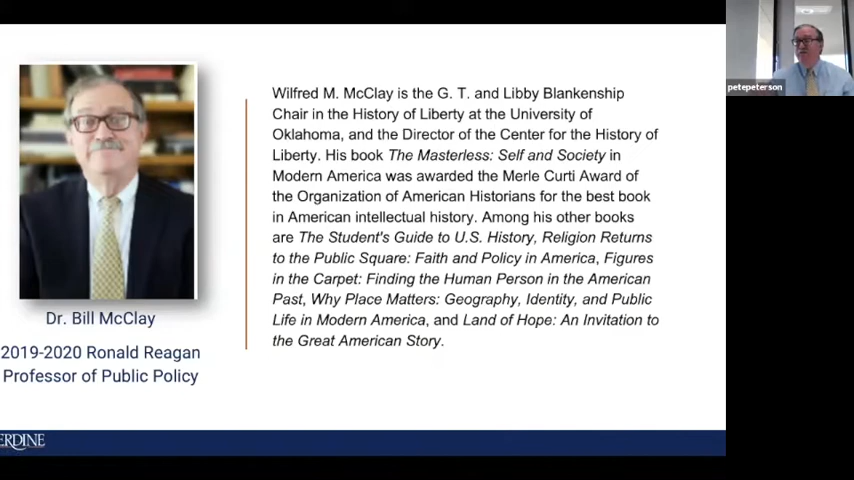 petepeterson
Wilfred M. McClay is the G. T. and Libby Blankenship
Chair in the History of Liberty at the University of
Oklahoma, and the Director of the Center for the History of
Liberty. His book The Masterless: Self and Society in
Modern America was awarded the Merle Curti Award of
the Organization of American Historians for the best book
in American intellectual history. Among his other books
are The Student's Guide to U.S. History, Religion Returns
to the Public Square: Faith and Policy in America, Figures
in the Carpet: Finding the Human Person in the American
Past, Why Place Matters: Geography, Identity, and Public
Life in Modern America, and Land of Hope: An Invitation to
the Great American Story.
Dr. Bill McClay
2019-2020 Ronald Reagan
Professor of Public Policy
ERDINE